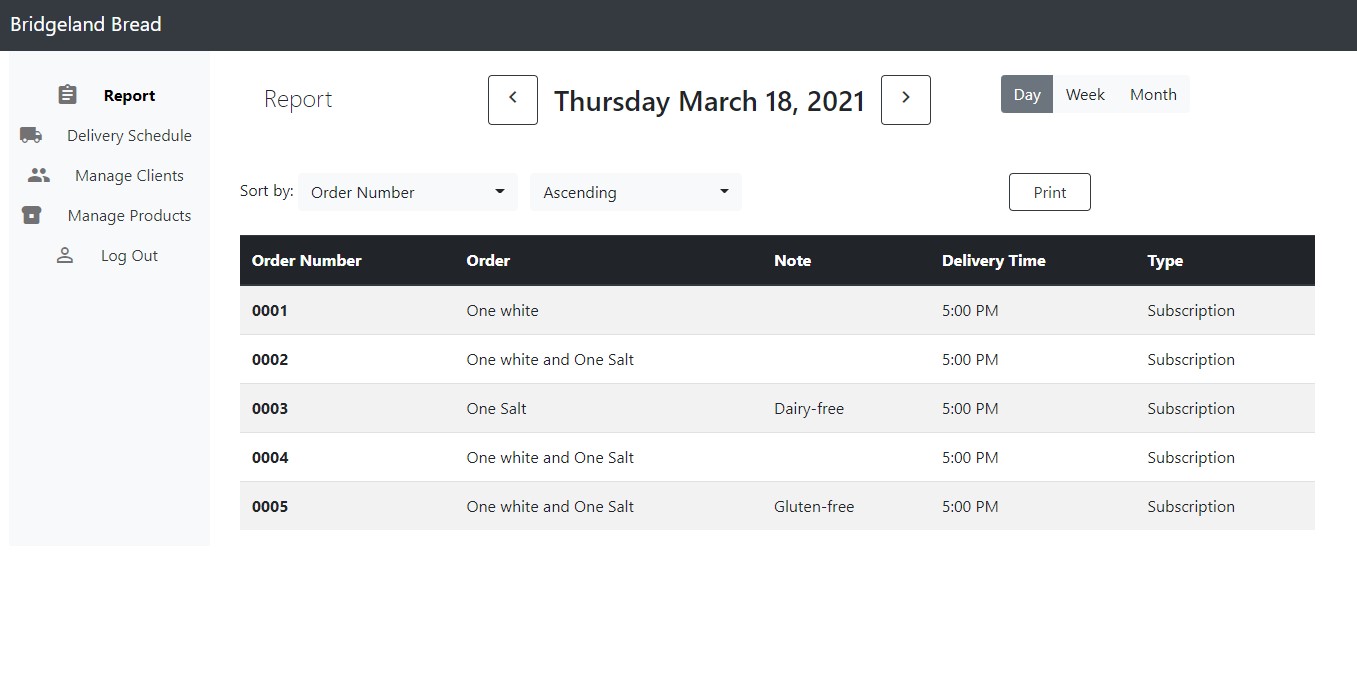 Bridgeland Bread
Report
Delivery Schedule
Manage Clients
Manage Products
Log Out
Report
Thursday March 18, 2021
Day Week Month
Sort by: Order Number Ascending
Print
Order Number Order Note Delivery Time Type
0001 One white 5:00 PM Subscription
0002 One white and One Salt 5:00 PM Subscription
0003 One Salt Dairy-free 5:00 PM Subscription
0004 One white and One Salt 5:00 PM Subscription
0005 One white and One Salt Gluten-free 5:00 PM Subscription